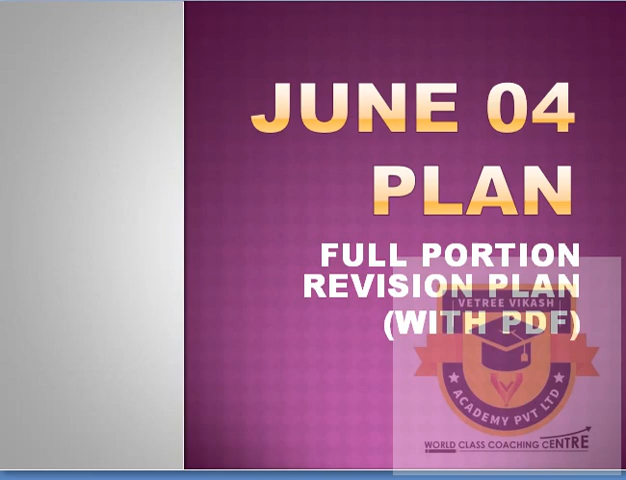 JUNE 04
PLAN
FULL PORTION
REVISION PLAN
(WITH PDF)
VETREE VIKASH
ACADEMY PVT LTD
WORLD CLASS COACHING CENTRE